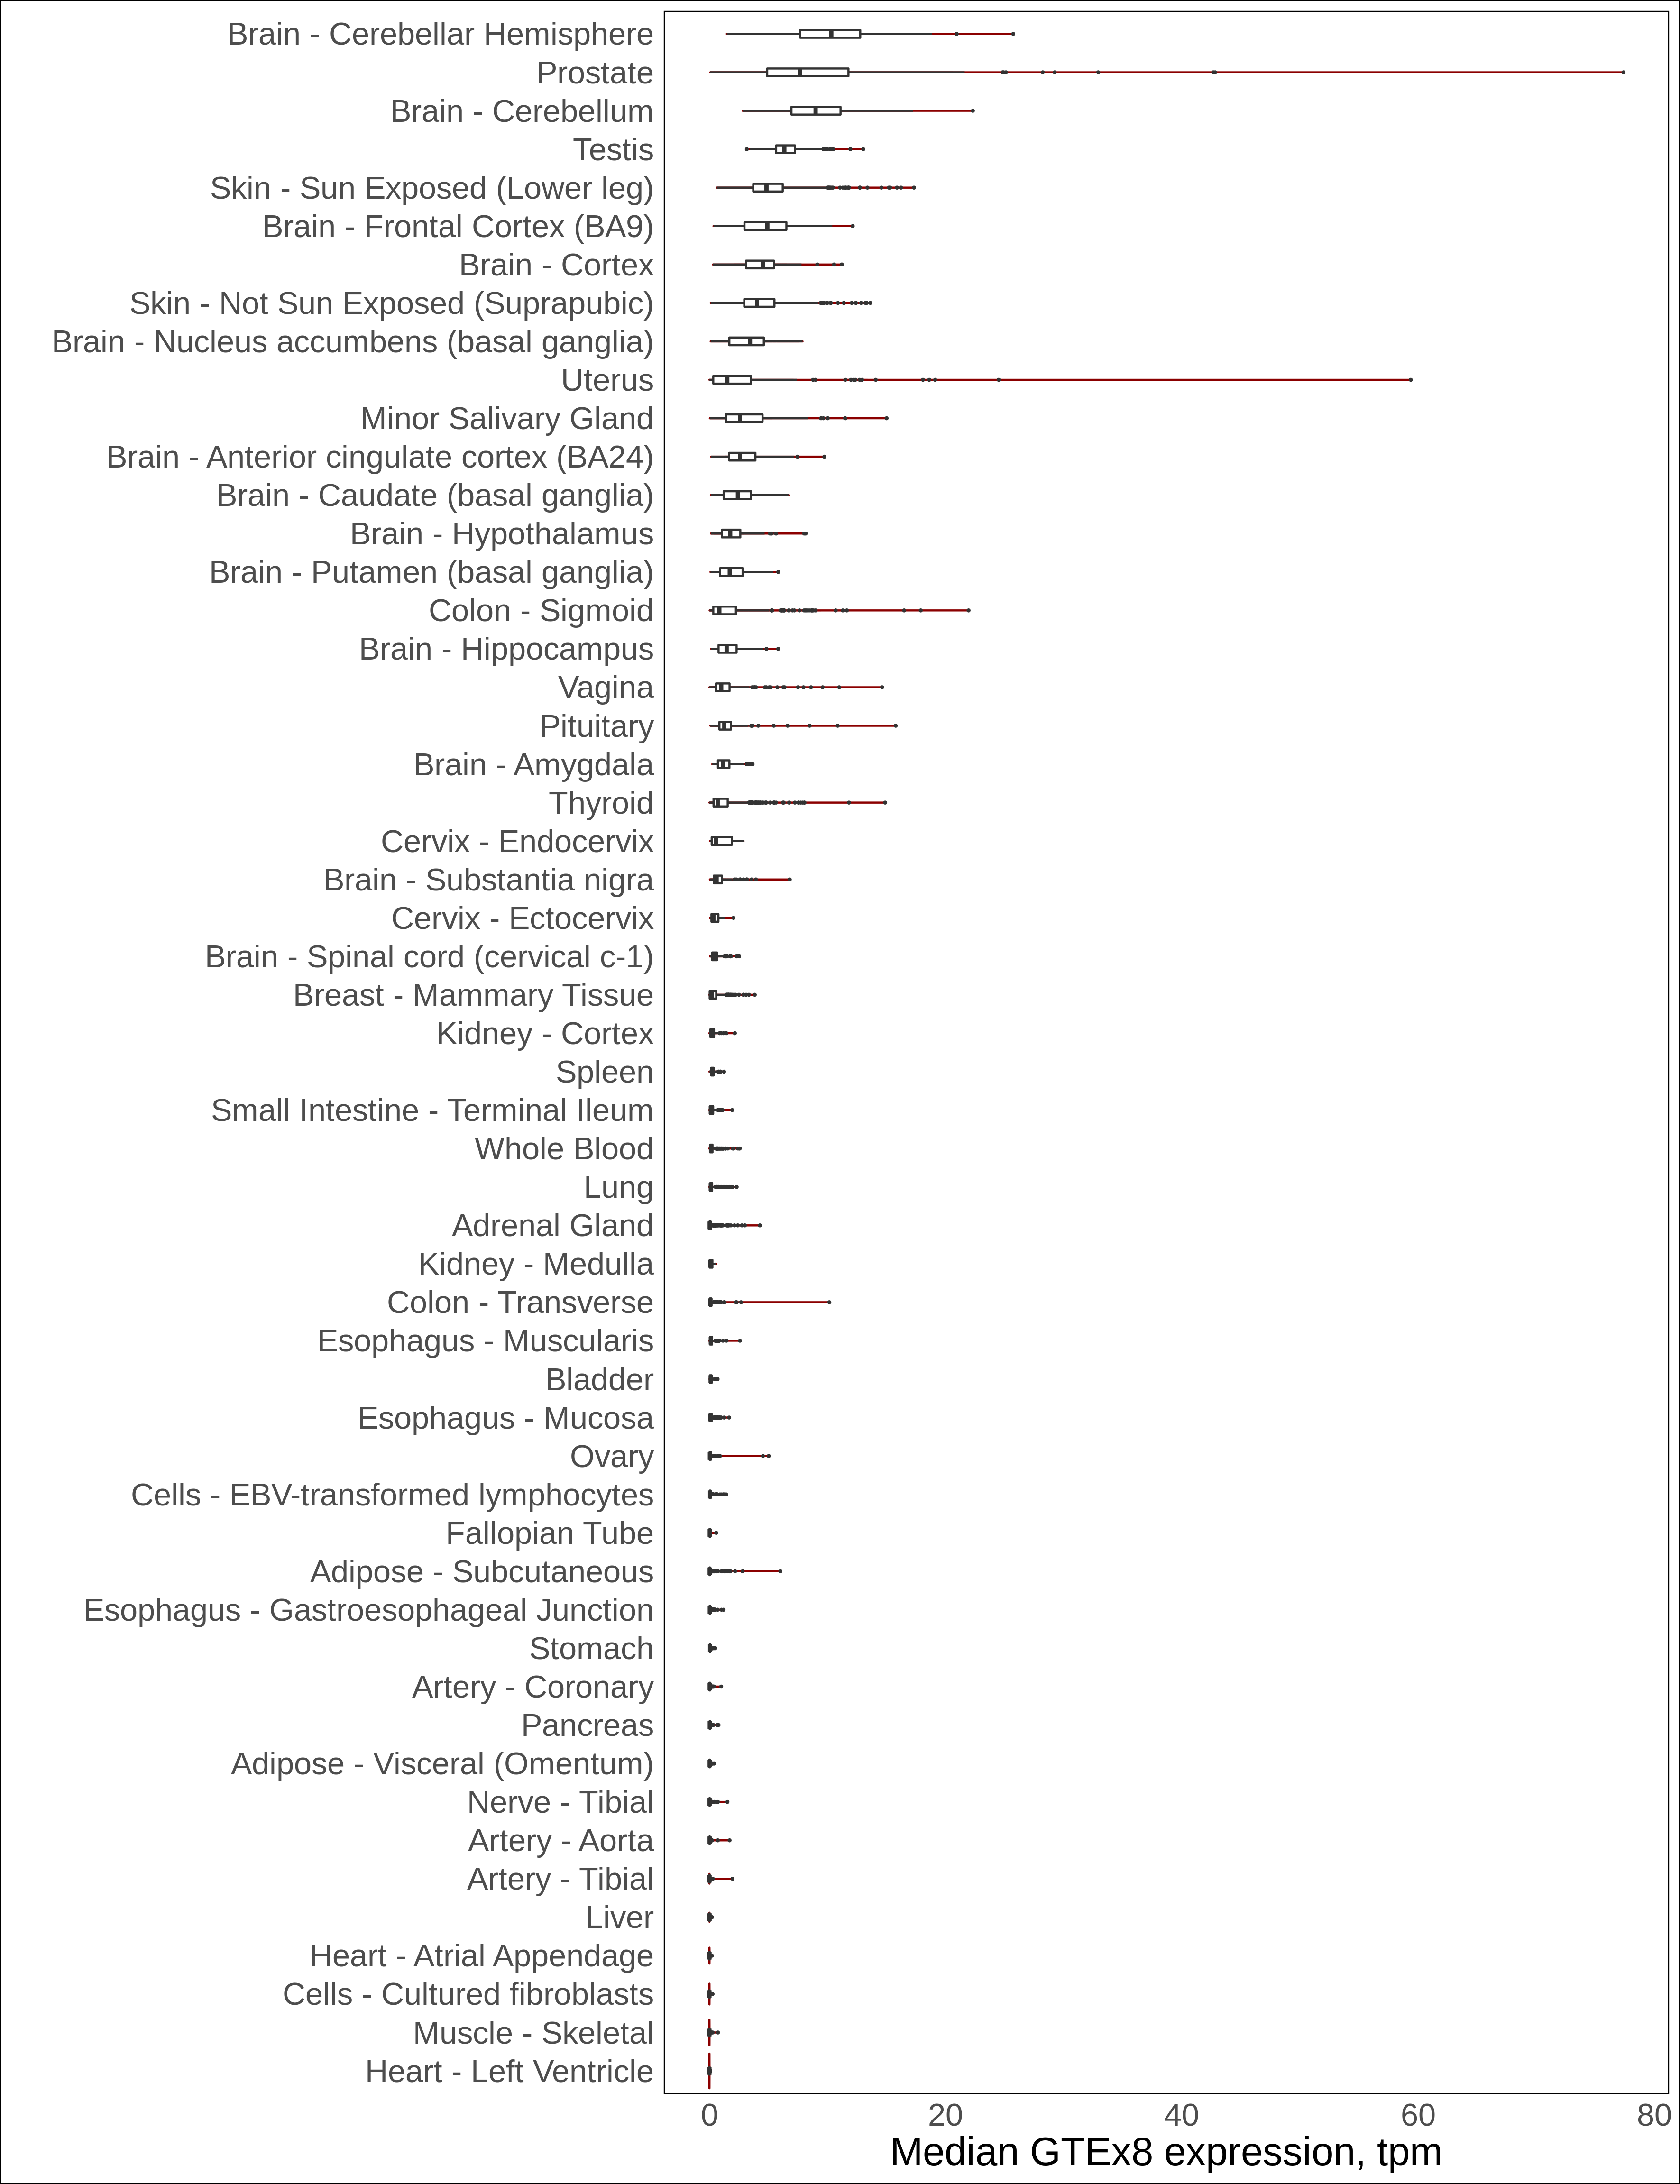 Brain - Cerebellar Hemisphere
Prostate
Brain - Cerebellum
Testis
Skin - Sun Exposed (Lower leg)
Brain - Frontal Cortex (BA9)
Brain - Cortex
Skin - Not Sun Exposed (Suprapubic)
Brain - Nucleus accumbens (basal ganglia)
Uterus
Minor Salivary Gland
Brain - Anterior cingulate cortex (BA24)
Brain - Caudate (basal ganglia)
Brain - Hypothalamus
Brain - Putamen (basal ganglia)
Colon - Sigmoid
Brain - Hippocampus
Vagina
Pituitary
Brain - Amygdala
Thyroid
Cervix - Endocervix
Brain - Substantia nigra
Cervix - Ectocervix
Brain - Spinal cord (cervical c-1)
Breast - Mammary Tissue
Kidney - Cortex
Spleen
Small Intestine - Terminal Ileum
Whole Blood
Lung
Adrenal Gland
Kidney - Medulla
Colon - Transverse
Esophagus - Muscularis
Bladder
Esophagus - Mucosa
Ovary
Cells - EBV-transformed lymphocytes
Fallopian Tube
Adipose - Subcutaneous
Esophagus - Gastroesophageal Junction
Stomach
Artery - Coronary
Pancreas
Adipose - Visceral (Omentum)
Nerve - Tibial
Artery - Aorta
Artery - Tibial
Liver
Heart - Atrial Appendage
Cells - Cultured fibroblasts
Muscle - Skeletal
Heart - Left Ventricle
0 20 40 60 80
Median GTEx8 expression, tpm